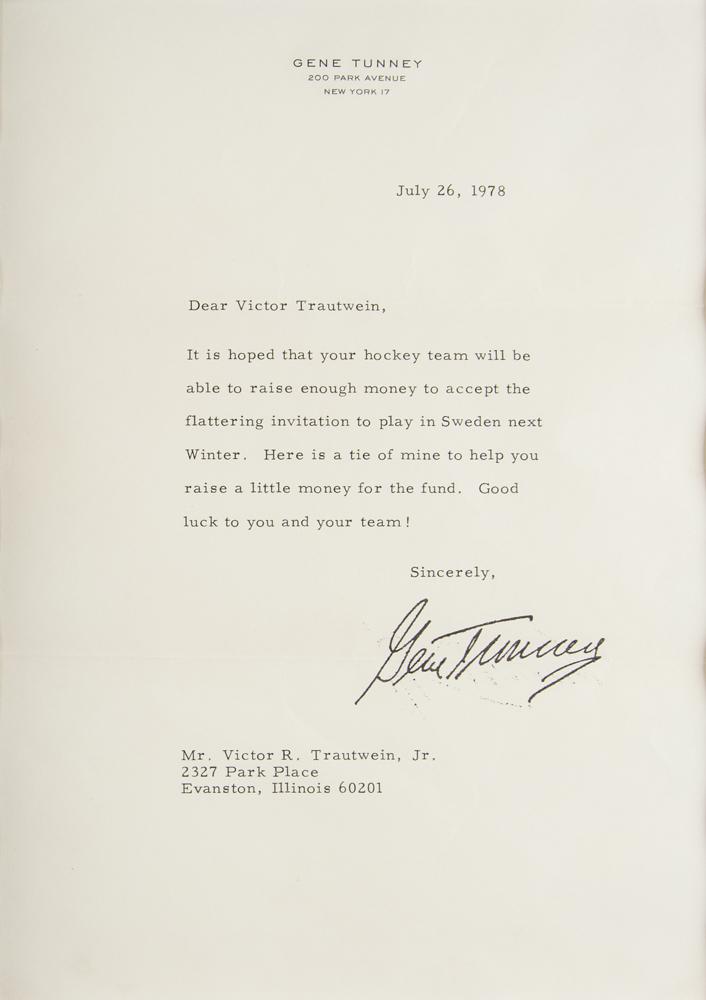 GENE TUNNEY
200 PARK AVENUE
NEW YORK 17
July 26, 1978
Dear Victor Trautwein,
It is hoped that your hockey team will be
able to raise enough money to accept the
flattering invitation to play in Sweden next
Winter. Here is a tie of mine to help you
raise a little money for the fund. Good
luck to you and your team!
Sincerely,
Gene Tunney
Mr. Victor R. Trautwein, Jr.
2327 Park Place
Evanston, Illinois 60201